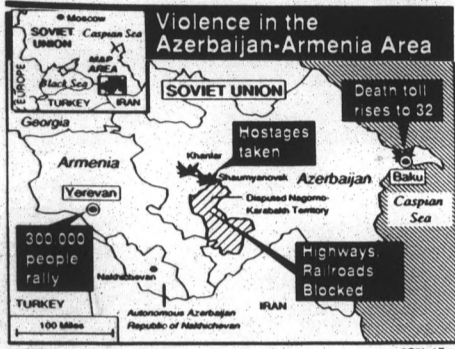 Violence in the
Azerbaijan-Armenia Area
Moscow
SOVIET
UNION
Caspian Sea
MAP
AREA
EUROPE
Black Sea
TURKEY
IRAN
SOVIET UNION
Death toll
rises to 32
Georgia
Hostages
taken
Khanlar
Armenia
Shaumyanovsk
Azerbaijan
Baku
Yerevan
Disputed Nagorno-
Karabakh Territory
Caspian
Sea
300,000
people
rally
Highways,
Railroads
Blocked
Nakhichevan
TURKEY
IRAN
Autonomous Azerbaijan
Republic of Nakhichevan
100 Miles